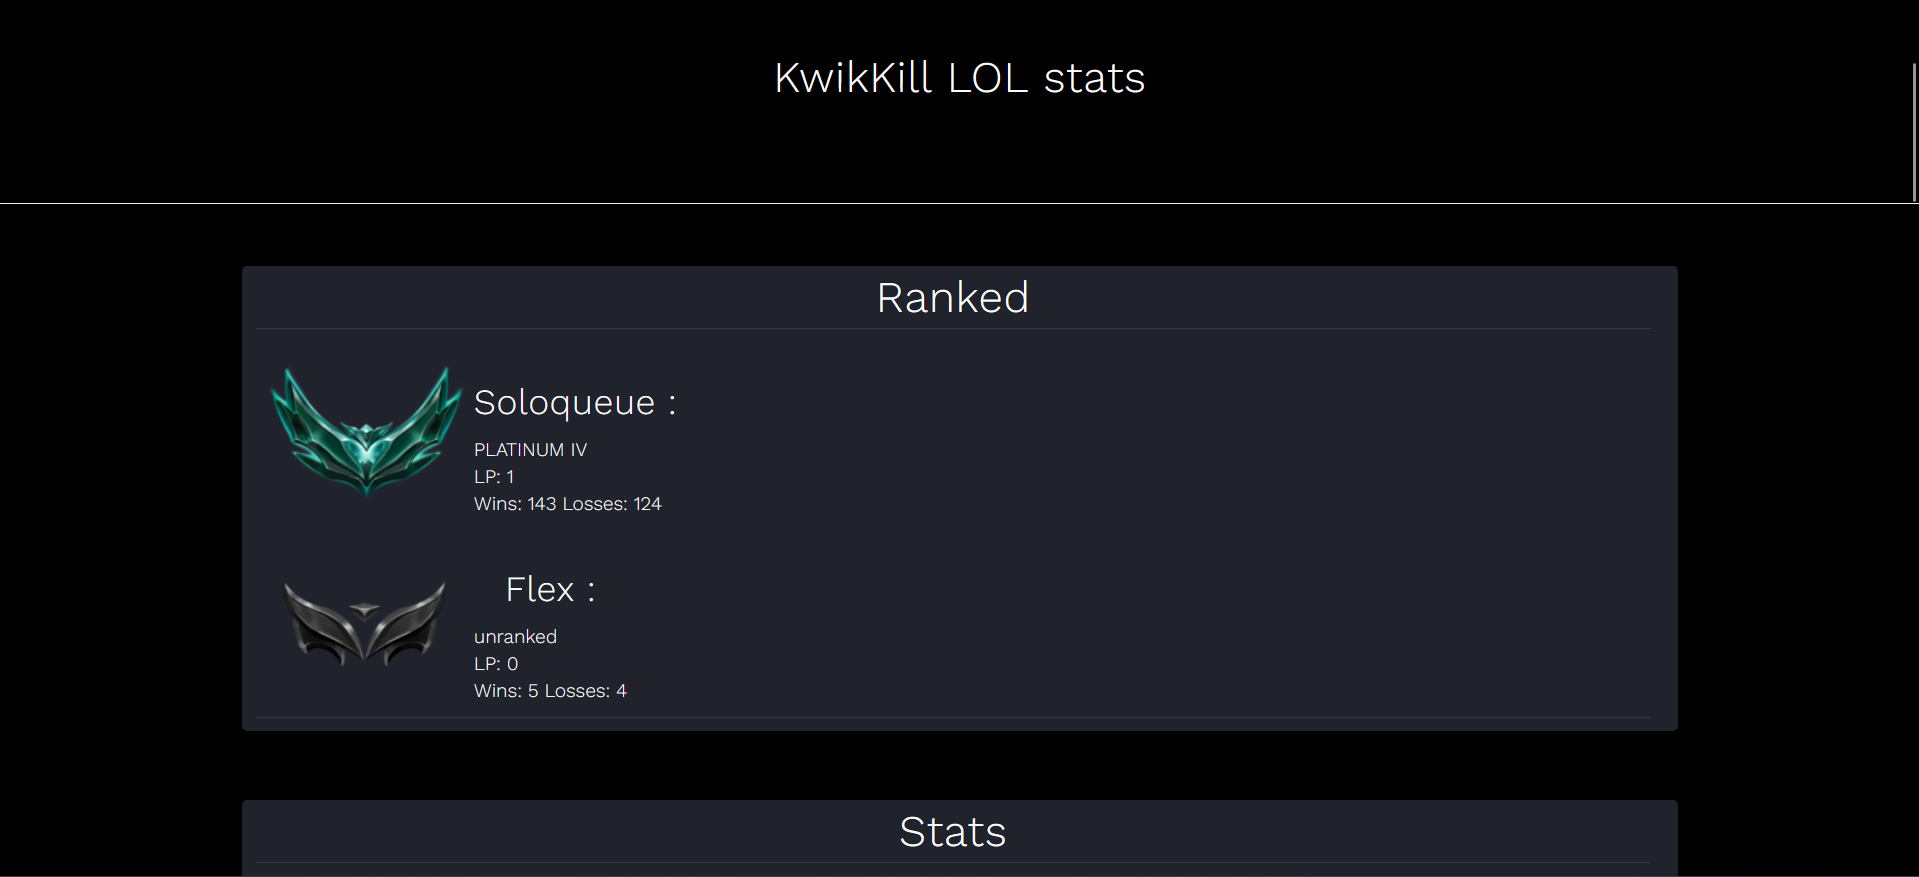 KwikKill LOL stats
Ranked
Soloqueue :
PLATINUM IV
LP: 1
Wins: 143 Losses: 124
Flex :
unranked
LP: 0
Wins: 5 Losses: 4
Stats